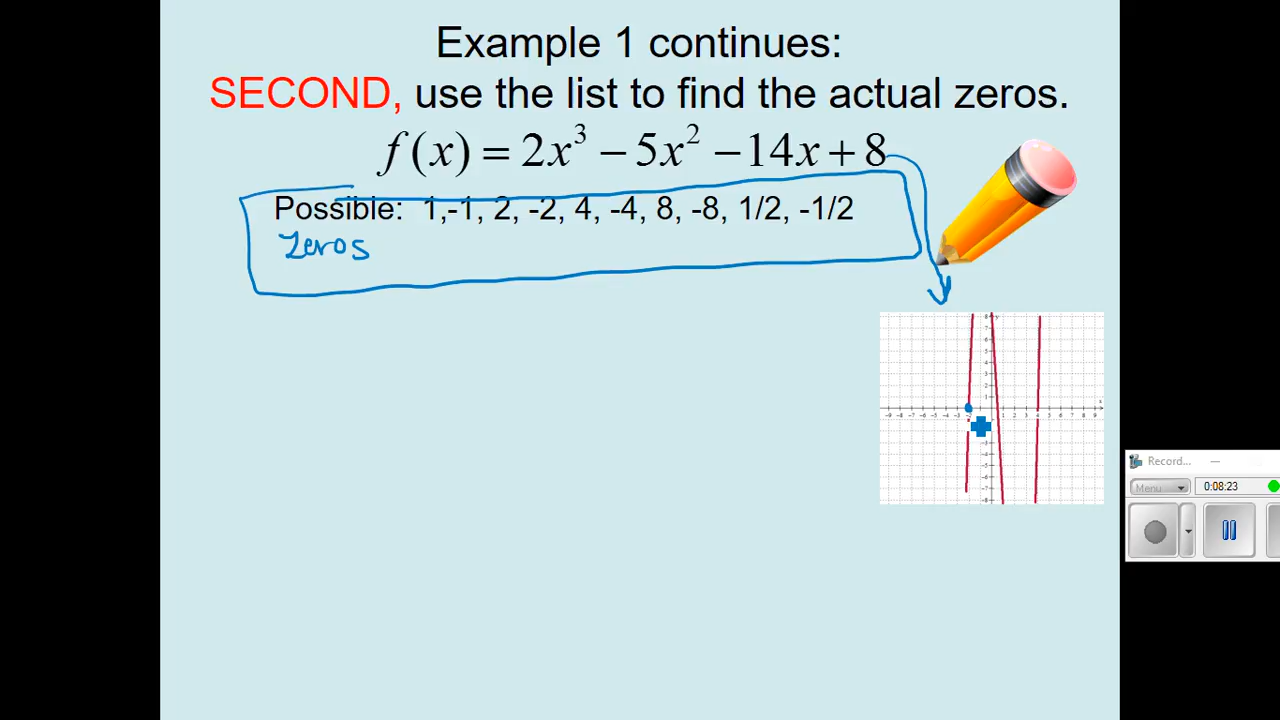 Example 1 continues:
SECOND, use the list to find the actual zeros.
f(x) = 2x³ − 5x² − 14x + 8
Possible: 1,-1, 2, -2, 4, -4, 8, -8, 1/2, -1/2
Zeros
Record...
Menu
0:08:23